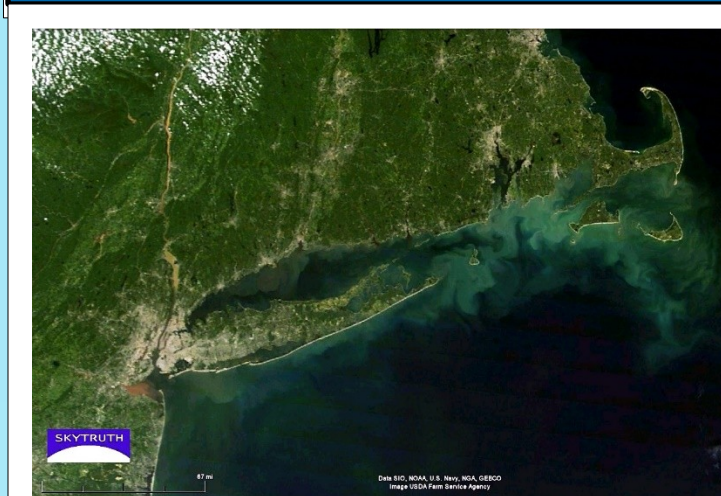 SKYTRUTH
67 mi
Data SIO, NOAA, U.S. Navy, NGA, GEBCO
Image USDA Farm Service Agency